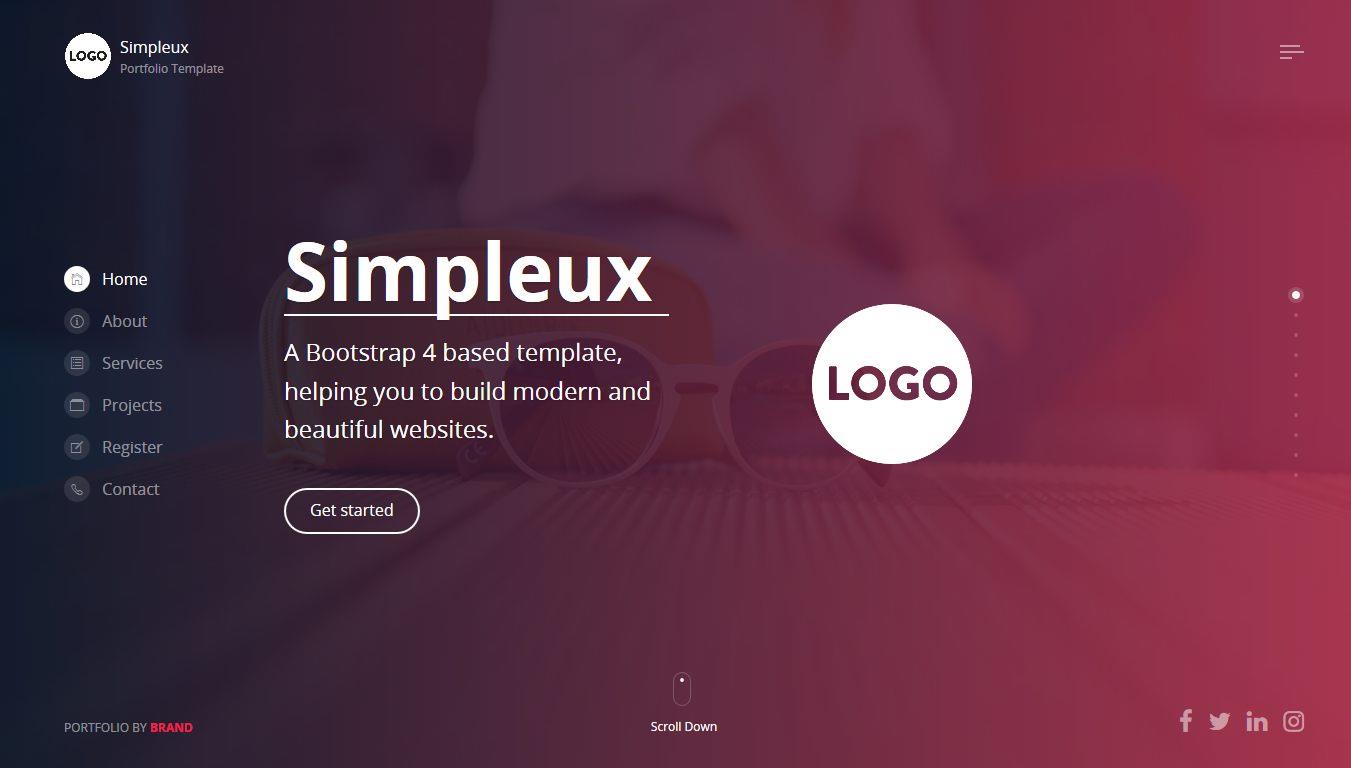 LOGO
Simpleux
Portfolio Template
Home
About
Services
Projects
Register
Contact
Simpleux
A Bootstrap 4 based template,
helping you to build modern and
beautiful websites.
Get started
LOGO
Scroll Down
PORTFOLIO BY BRAND